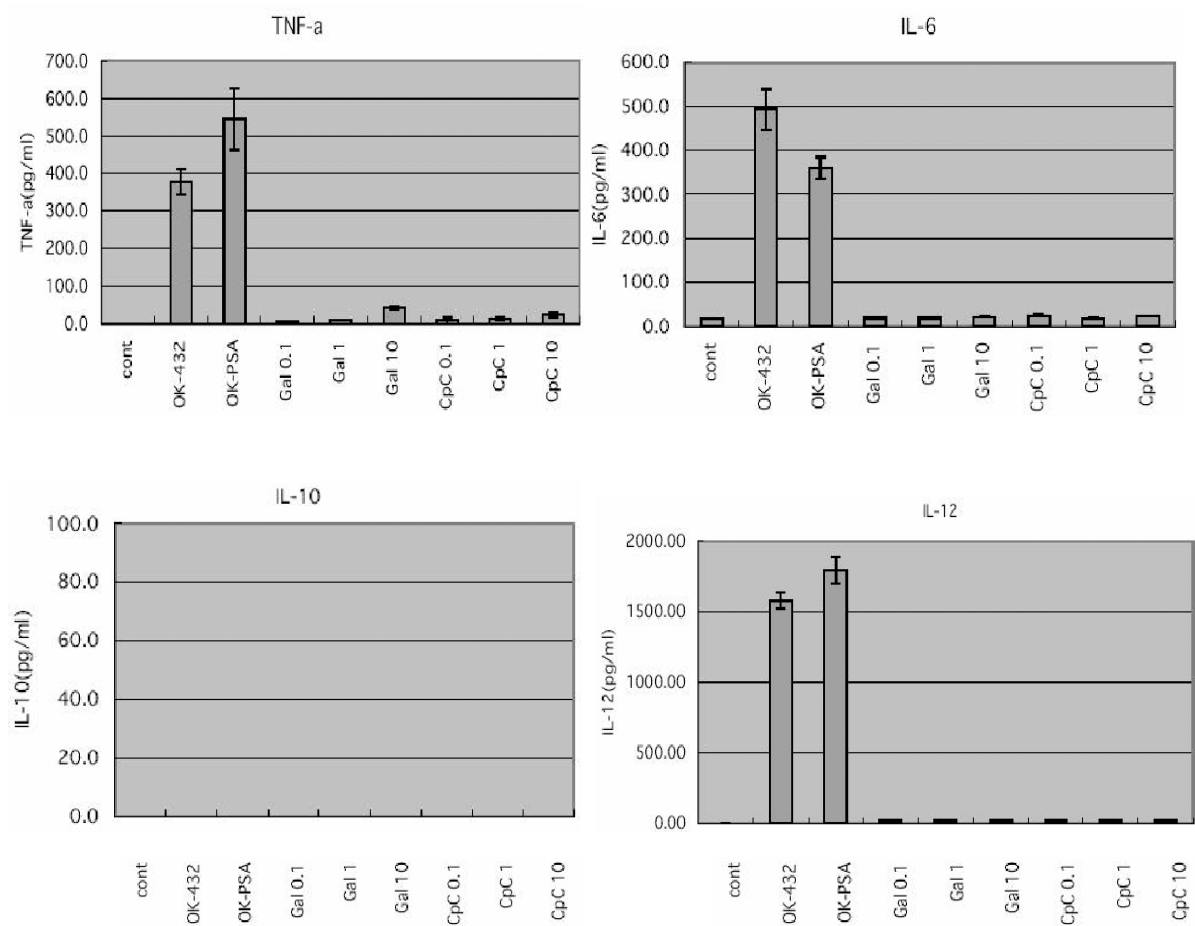 TNF-a
700.0
600.0
500.0
400.0
300.0
200.0
100.0
0.0
TNF-a(pg/ml)
cont
OK-432
OK-PSA
Gal 0.1
Gal 1
Gal 10
CpC 0.1
CpC 1
CpC 10
IL-6
600.0
500.0
400.0
300.0
200.0
100.0
0.0
IL-6(pg/ml)
cont
OK-432
OK-PSA
Gal 0.1
Gal 1
Gal 10
CpC 0.1
CpC 1
CpC 10
IL-10
100.0
80.0
60.0
40.0
20.0
0.0
IL-10(pg/ml)
cont
OK-432
OK-PSA
Gal 0.1
Gal 1
Gal 10
CpC 0.1
CpC 1
CpC 10
IL-12
2000.00
1500.00
1000.00
500.00
0.00
IL-12(pg/ml)
cont
OK-432
OK-PSA
Gal 0.1
Gal 1
Gal 10
CpC 0.1
CpC 1
CpC 10